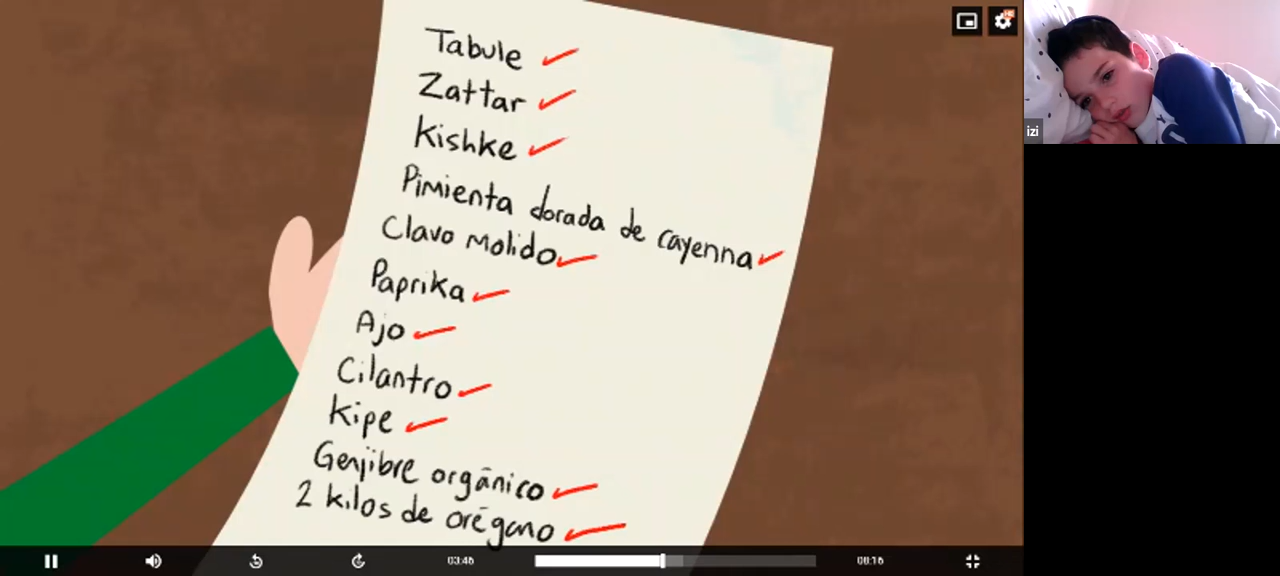 Tabule
Zattar
Kishke
Pimienta dorada de cayenna
Clavo Molido
Paprika
Ajo
Cilantro
Kipe
Genjibre orgánico
2 kilos de orégano
03:46
08:16
izi